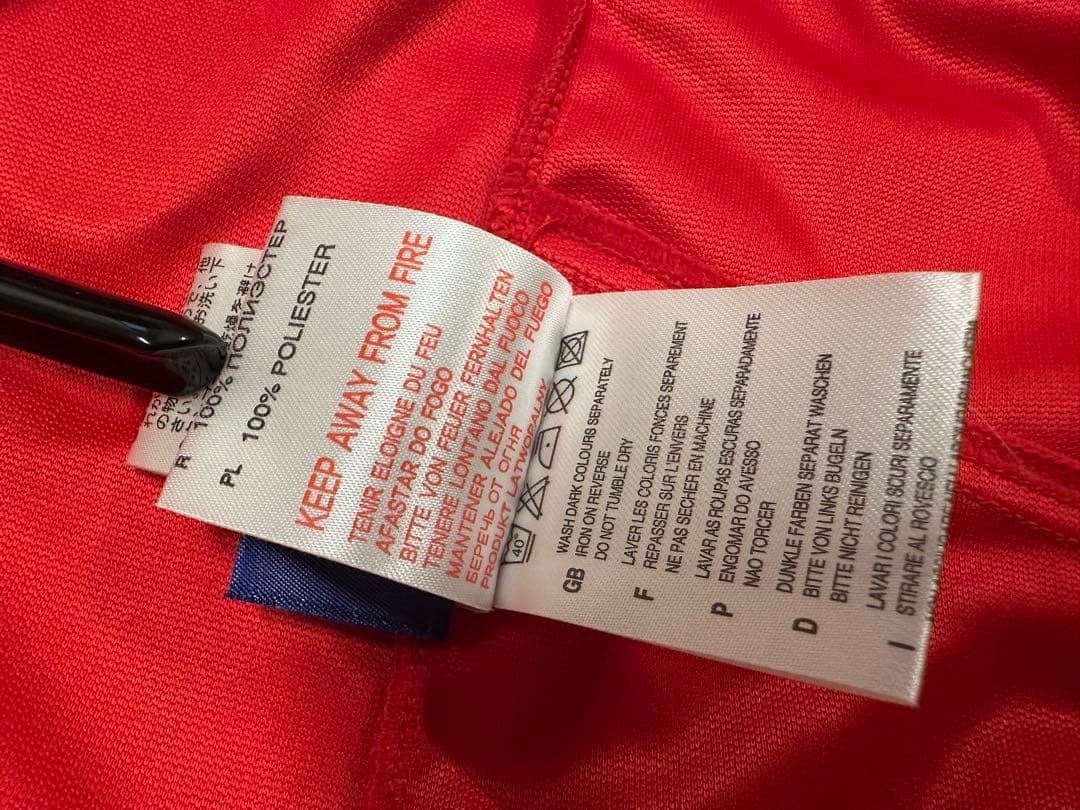 100% ПОЛИЭСТЕР
PL 100% POLIESTER
KEEP AWAY FROM FIRE
TENIR ELOIGNE DU FEU
AFASTAR DO FOGO
BITTE VON FEUER FERNHALTEN
TENERE LONTANO DAL FUOCO
MANTENER ALEJADO DEL FUEGO
БЕРЕЧЬ ОТ ОГНЯ
PRODUKT LATWOPALNY
40°
GB WASH DARK COLOURS SEPARATELY
IRON ON REVERSE
DO NOT TUMBLE DRY
F LAVER LES COLORIS FONCES SEPAREMENT
REPASSER SUR L'ENVERS
NE PAS SECHER EN MACHINE
P LAVAR AS ROUPAS ESCURAS SEPARADAMENTE
ENGOMAR DO AVESSO
NAO TORCER
D DUNKLE FARBEN SEPARAT WASCHEN
BITTE VON LINKS BUGELN
BITTE NICHT REINIGEN
I LAVAR I COLORI SCURI SEPARAMENTE
STIRARE AL ROVESCIO